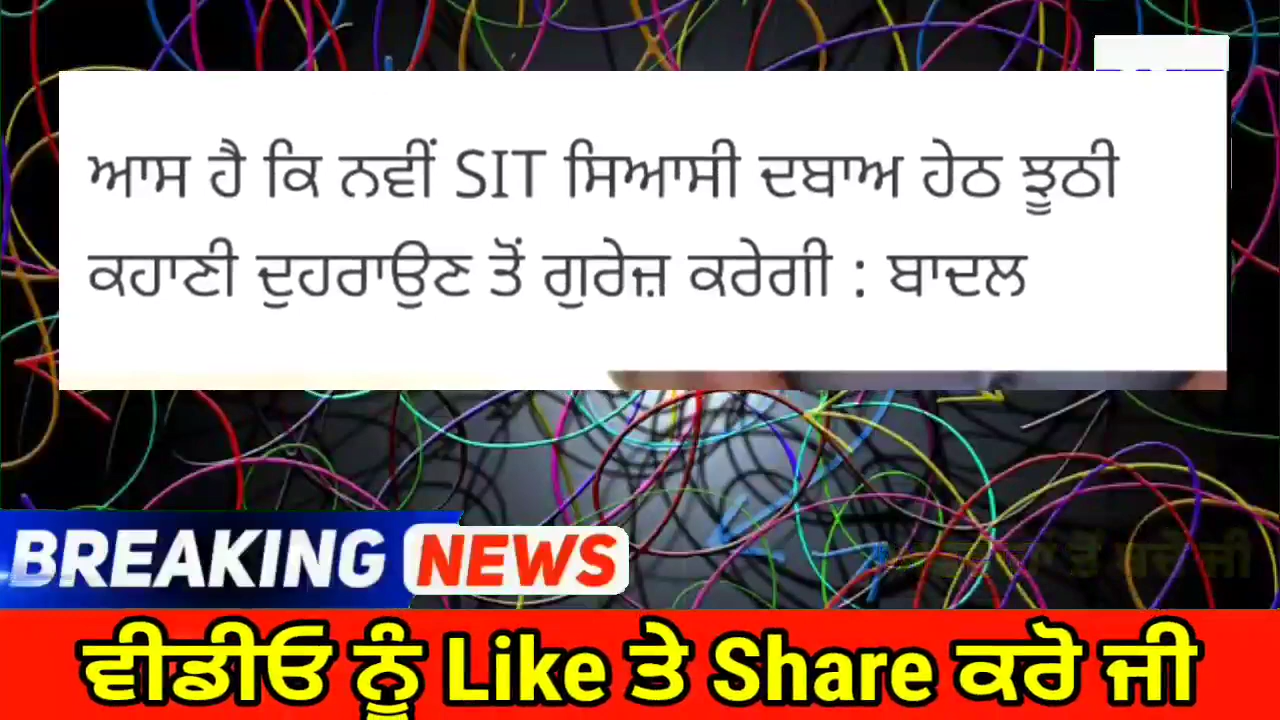 ਆਸ ਹੈ ਕਿ ਨਵੀਂ SIT ਸਿਆਸੀ ਦਬਾਅ ਹੇਠ ਝੂਠੀ
ਕਹਾਣੀ ਦੁਹਰਾਉਣ ਤੋਂ ਗੁਰੇਜ਼ ਕਰੇਗੀ : ਬਾਦਲ
BREAKING NEWS
ਵੀਡੀਓ ਨੂੰ Like ਤੇ Share ਕਰੋ ਜੀ